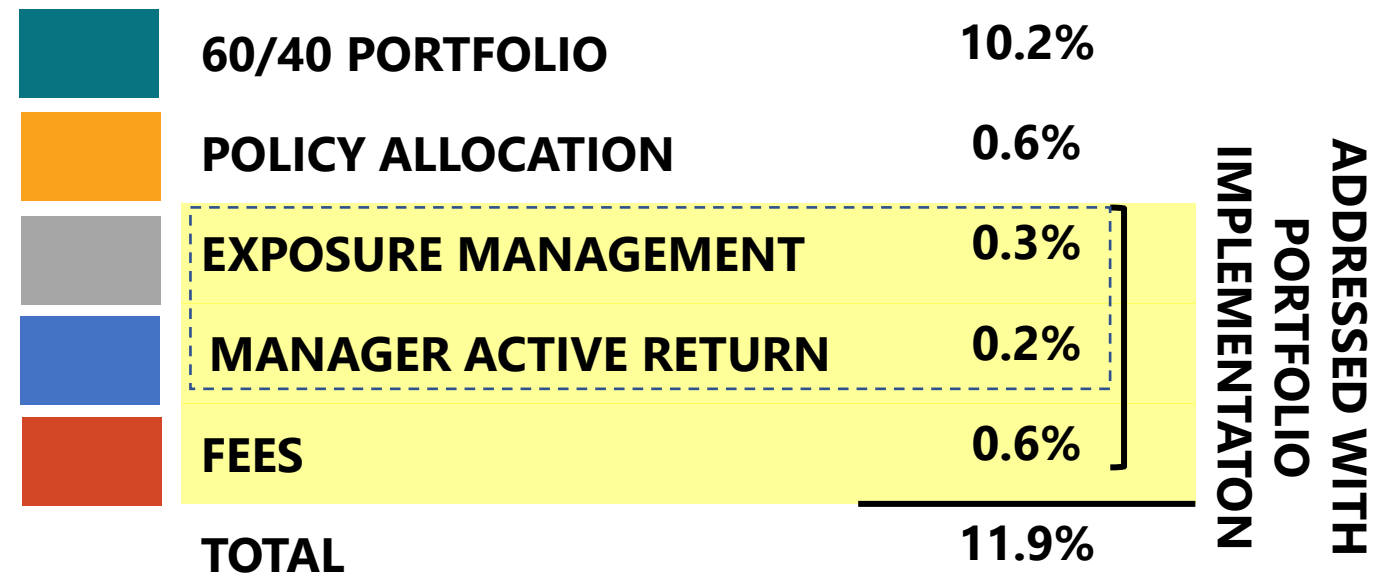 60/40 PORTFOLIO 10.2%
POLICY ALLOCATION 0.6%
EXPOSURE MANAGEMENT 0.3%
MANAGER ACTIVE RETURN 0.2%
FEES 0.6%
TOTAL 11.9%
ADDRESSED WITH
PORTFOLIO
IMPLEMENTATON